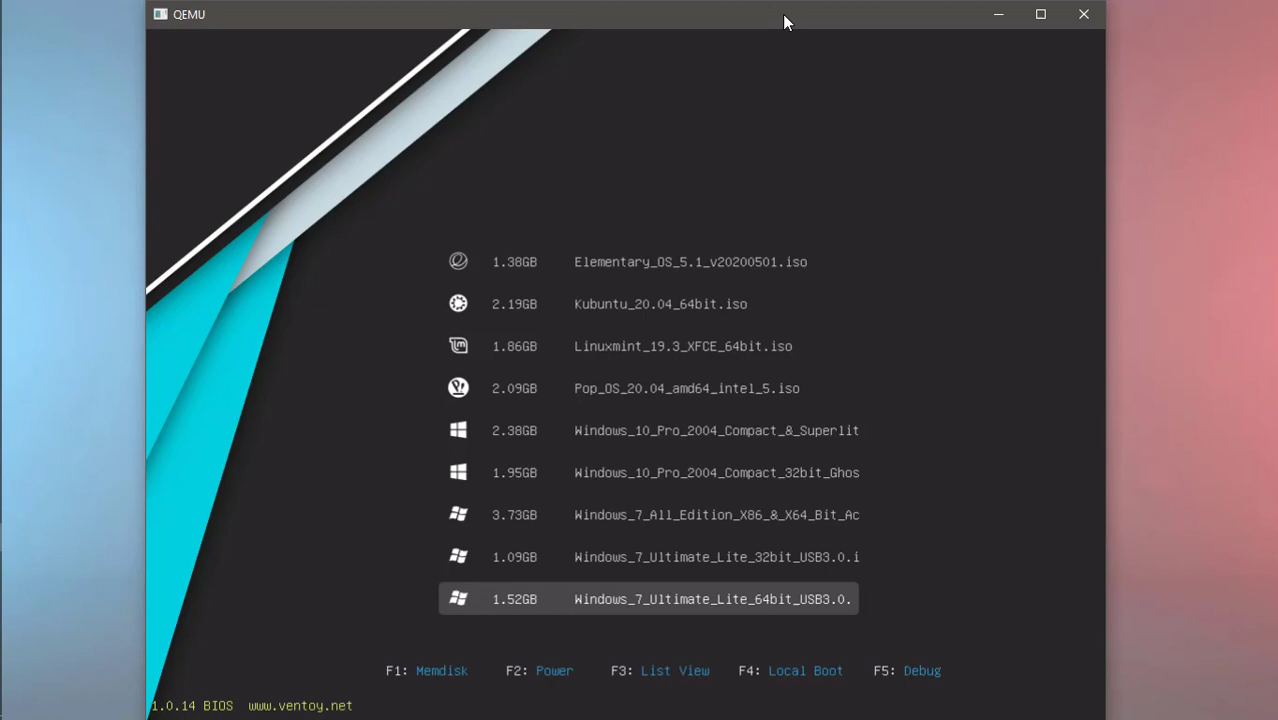 QEMU
1.38GB Elementary_OS_5.1_v20200501.iso
2.19GB Kubuntu_20.04_64bit.iso
1.86GB Linuxmint_19.3_XFCE_64bit.iso
2.09GB Pop_OS_20.04_amd64_intel_5.iso
2.38GB Windows_10_Pro_2004_Compact_&_Superlit
1.95GB Windows_10_Pro_2004_Compact_32bit_Ghos
3.73GB Windows_7_All_Edition_X86_&_X64_Bit_Ac
1.09GB Windows_7_Ultimate_Lite_32bit_USB3.0.i
1.52GB Windows_7_Ultimate_Lite_64bit_USB3.0.
F1: Memdisk F2: Power F3: List View F4: Local Boot F5: Debug
1.0.14 BIOS www.ventoy.net